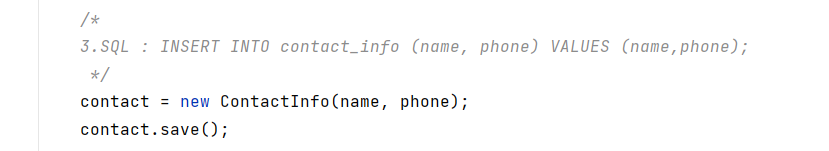 /*
3.SQL : INSERT INTO contact_info (name, phone) VALUES (name,phone);
*/
contact = new ContactInfo(name, phone);
contact.save();